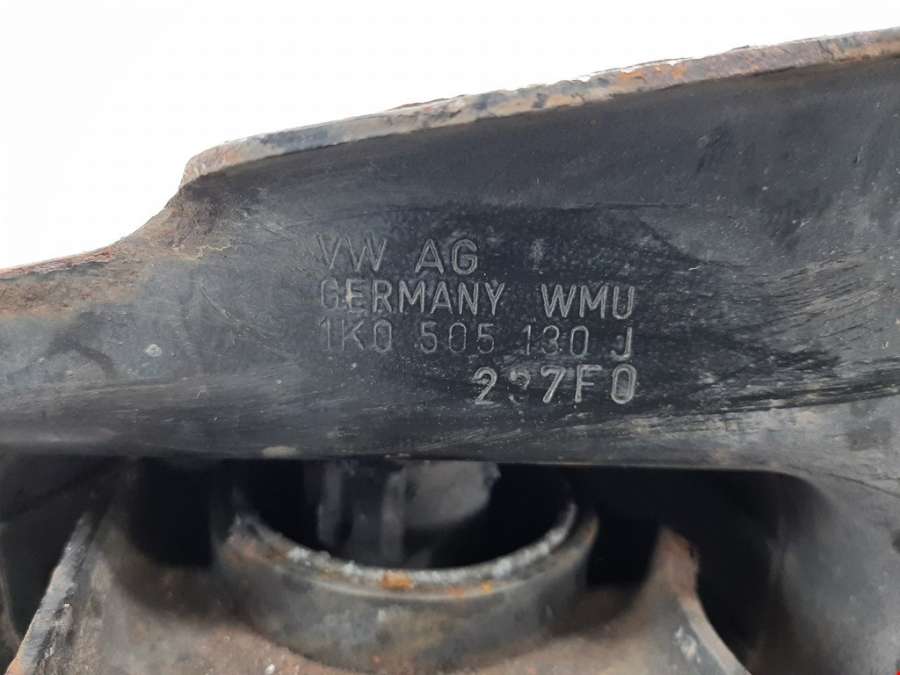 VW AG
GERMANY WMU
1K0 505 130 J